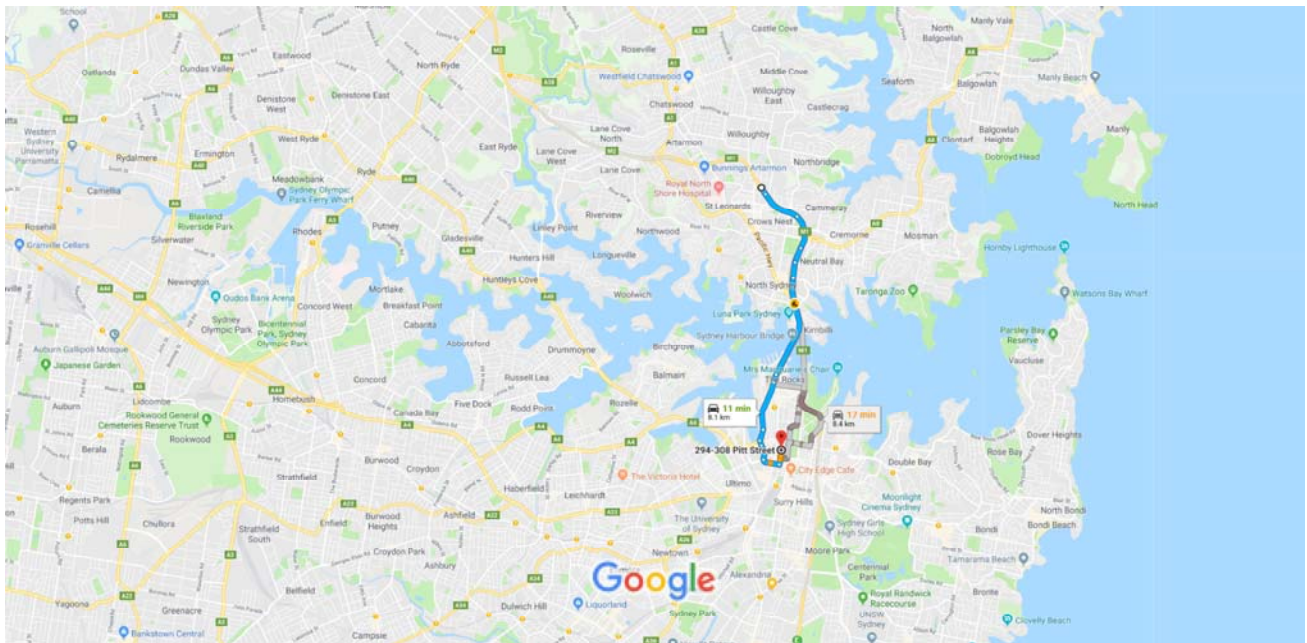 School
Oatlands
Dundas Valley
Eastwood
North Ryde
Denistone West
Denistone East
West Ryde
East Ryde
Ermington
Ryde
Rydalmere
Western
Sydney
University
Parramatta
Camellia
Meadowbank
Sydney Olympic
Park Ferry Wharf
Blaxland
Riverside Park
Rosehill
Silverwater
Rhodes
Putney
Gladesville
Granville Cellars
Newington
Qudos Bank Arena
Sydney
Olympic Park
Bicentennial
Park, Sydney
Olympic Park
Concord West
Mortlake
Breakfast Point
Cabarita
Auburn Gallipoli Mosque
Japanese Garden
Auburn
Lidcombe
Homebush
Concord
Canada Bay
Abbotsford
Five Dock
Russell Lea
Rodd Point
Drummoyne
Rookwood General
Cemeteries Reserve Trust
Rookwood
Berala
Strathfield
Burwood
Croydon
Haberfield
Leichhardt
Regents Park
Potts Hill
Chullora
Strathfield
South
Enfield
Burwood
Heights
Ashfield
Croydon Park
Ashbury
Yagoona
Greenacre
Belfield
Campsie
Dulwich Hill
Bankstown Central
Castle Cove
Roseville
Westfield Chatswood
Middle Cove
Chatswood
Willoughby
East
Castlecrag
Lane Cove
North
Willoughby
Artarmon
Lane Cove
West
Lane Cove
Bunnings Artarmon
Northbridge
Royal North
Shore Hospital
St Leonards
Cammeray
Crows Nest
Riverview
Northwood
Linley Point
Longueville
Hunters Hill
Huntleys Cove
Woolwich
Pacific Hwy
Cremorne
Mosman
Neutral Bay
North Sydney
Taronga Zoo
Luna Park Sydney
Kirribilli
Sydney Harbour Bridge
Birchgrove
Balmain
Rozelle
Mrs Macquarie's Chair
The Rocks
11 min
8.1 km
17 min
8.4 km
294-308 Pitt Street
City Edge Cafe
The Victoria Hotel
Ultimo
Surry Hills
The University
of Sydney
Newtown
Alexandria
Liquorland
Sydney Park
Google
North
Balgowlah
Manly Vale
Seaforth
Balgowlah
Manly Beach
Clontarf
Balgowlah
Heights
Manly
Dobroyd Head
North Head
Hornby Lighthouse
Watsons Bay Wharf
Parsley Bay
Reserve
Vaucluse
Dover Heights
Rose Bay
Double Bay
Moonlight
Cinema Sydney
North Bondi
Bondi
Bondi Beach
Sydney Girls
High School
Moore Park
Centennial
Park
Tamarama Beach
Bronte
Royal Randwick
Racecourse
UNSW
Sydney
Clovelly Beach